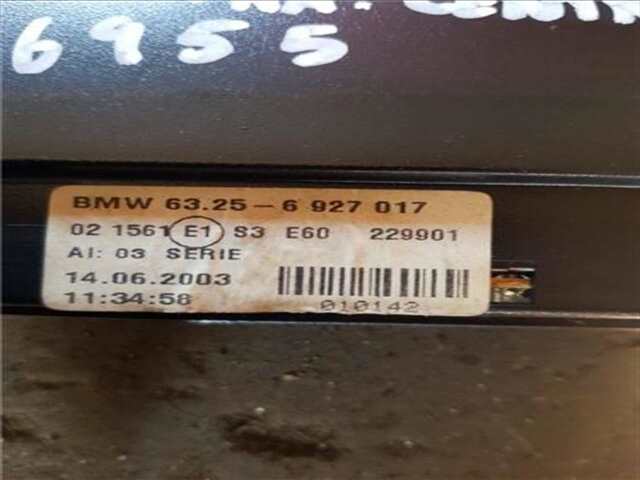 6955
BMW 63.25-6 927 017
02 1561 E1 S3 E60 229901
AI: 03 SERIE
14.06.2003
11:34:58
010142